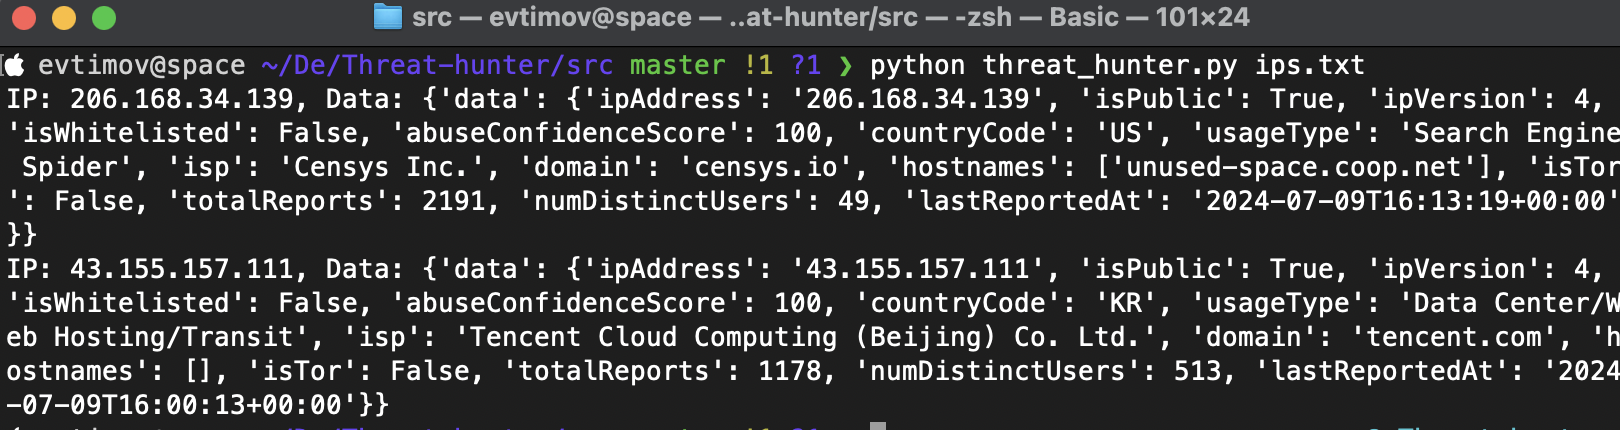 src — evtimov@space — ..at-hunter/src — -zsh — Basic — 101×24
evtimov@space ~/De/Threat-hunter/src master !1 ?1 ❯ python threat_hunter.py ips.txt
IP: 206.168.34.139, Data: {'data': {'ipAddress': '206.168.34.139', 'isPublic': True, 'ipVersion': 4,
'isWhitelisted': False, 'abuseConfidenceScore': 100, 'countryCode': 'US', 'usageType': 'Search Engine
 Spider', 'isp': 'Censys Inc.', 'domain': 'censys.io', 'hostnames': ['unused-space.coop.net'], 'isTor
': False, 'totalReports': 2191, 'numDistinctUsers': 49, 'lastReportedAt': '2024-07-09T16:13:19+00:00'
}}
IP: 43.155.157.111, Data: {'data': {'ipAddress': '43.155.157.111', 'isPublic': True, 'ipVersion': 4,
'isWhitelisted': False, 'abuseConfidenceScore': 100, 'countryCode': 'KR', 'usageType': 'Data Center/W
eb Hosting/Transit', 'isp': 'Tencent Cloud Computing (Beijing) Co. Ltd.', 'domain': 'tencent.com', 'h
ostnames': [], 'isTor': False, 'totalReports': 1178, 'numDistinctUsers': 513, 'lastReportedAt': '2024
-07-09T16:00:13+00:00'}}